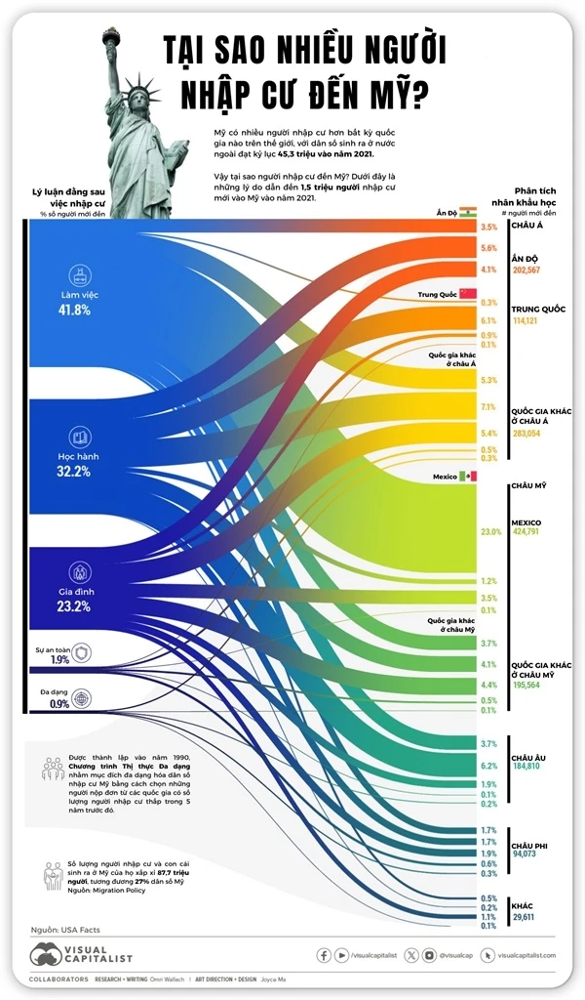 TẠI SAO NHIỀU NGƯỜI
NHẬP CƯ ĐẾN MỸ?
Mỹ có nhiều người nhập cư hơn bất kỳ quốc
gia nào trên thế giới, với dân số sinh ra ở nước
ngoài đạt kỷ lục 45,3 triệu vào năm 2021.
Vậy tại sao người nhập cư đến Mỹ? Dưới đây là
những lý do dẫn đến 1,5 triệu người nhập cư
mới vào Mỹ vào năm 2021.
Lý luận đằng sau
việc nhập cư
% số người mới đến
Phân tích
nhân khẩu học
# người mới đến
Làm việc
41.8%
Học hành
32.2%
Gia đình
23.2%
Sự an toàn
1.9%
Đa dạng
0.9%
Ấn Độ
3.5%
5.6%
4.1%
Trung Quốc
0.3%
6.1%
0.9%
0.1%
Quốc gia khác
ở châu Á
5.3%
7.1%
5.4%
0.5%
0.3%
Mexico
23.0%
1.2%
3.5%
0.1%
Quốc gia khác
ở châu Mỹ
3.7%
4.1%
4.4%
0.5%
0.1%
3.7%
6.2%
1.9%
0.1%
0.2%
1.7%
1.7%
1.9%
0.6%
0.3%
0.5%
0.2%
1.1%
0.1%
CHÂU Á
ẤN ĐỘ
202,567
TRUNG QUỐC
114,121
QUỐC GIA KHÁC
Ở CHÂU Á
283,054
CHÂU MỸ
MEXICO
424,791
QUỐC GIA KHÁC
Ở CHÂU MỸ
195,564
CHÂU ÂU
184,810
CHÂU PHI
94,073
KHÁC
29,611
Được thành lập vào năm 1990,
Chương trình Thị thực Đa dạng
nhằm mục đích đa dạng hóa dân số
nhập cư Mỹ bằng cách chọn những
người nộp đơn từ các quốc gia có số
lượng người nhập cư thấp trong 5
năm trước đó.
Số lượng người nhập cư và con cái
sinh ra ở Mỹ của họ xấp xỉ 87,7 triệu
người, tương đương 27% dân số Mỹ
Nguồn: Migration Policy
Nguồn: USA Facts
VISUAL
CAPITALIST
/visualcapitalist
@visualcap
visualcapitalist.com
COLLABORATORS RESEARCH + WRITING Omri Wallach | ART DIRECTION + DESIGN Joyce Ma